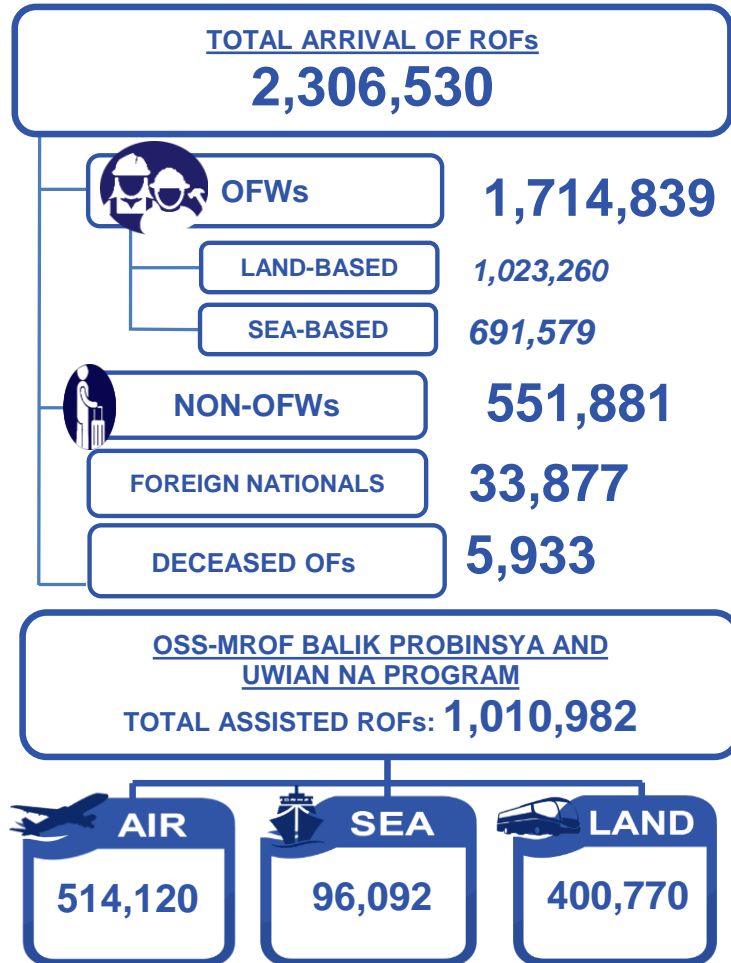 TOTAL ARRIVAL OF ROFs
2,306,530
OFWs 1,714,839
LAND-BASED 1,023,260
SEA-BASED 691,579
NON-OFWs 551,881
FOREIGN NATIONALS 33,877
DECEASED OFs 5,933
OSS-MROF BALIK PROBINSYA AND
UWIAN NA PROGRAM
TOTAL ASSISTED ROFs: 1,010,982
AIR
514,120
SEA
96,092
LAND
400,770